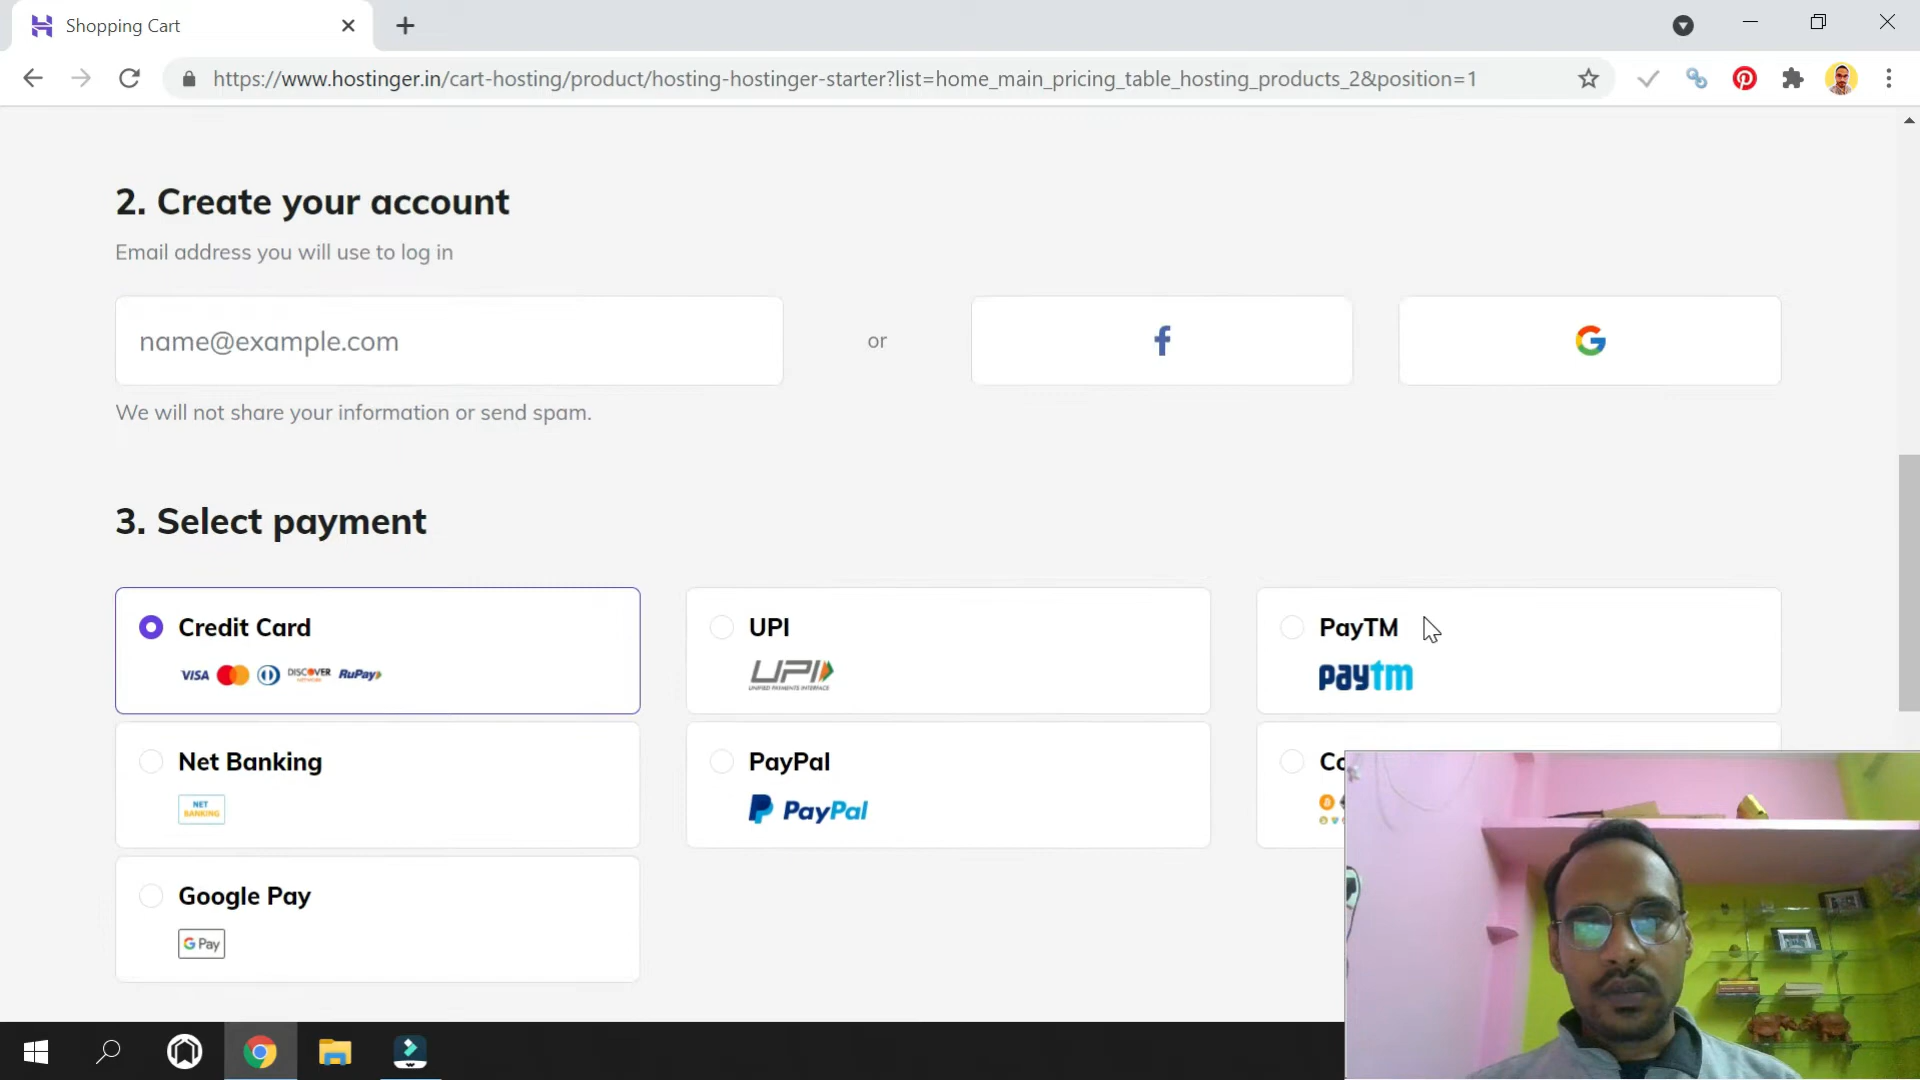 Shopping Cart
https://www.hostinger.in/cart-hosting/product/hosting-hostinger-starter?list=home_main_pricing_table_hosting_products_2&position=1
2. Create your account
Email address you will use to log in
name@example.com
or
We will not share your information or send spam.
3. Select payment
Credit Card
VISA DISCOVER RuPay
UPI
UPI
UNIFIED PAYMENTS INTERFACE
PayTM
paytm
Net Banking
NET
BANKING
PayPal
PayPal
Google Pay
G Pay